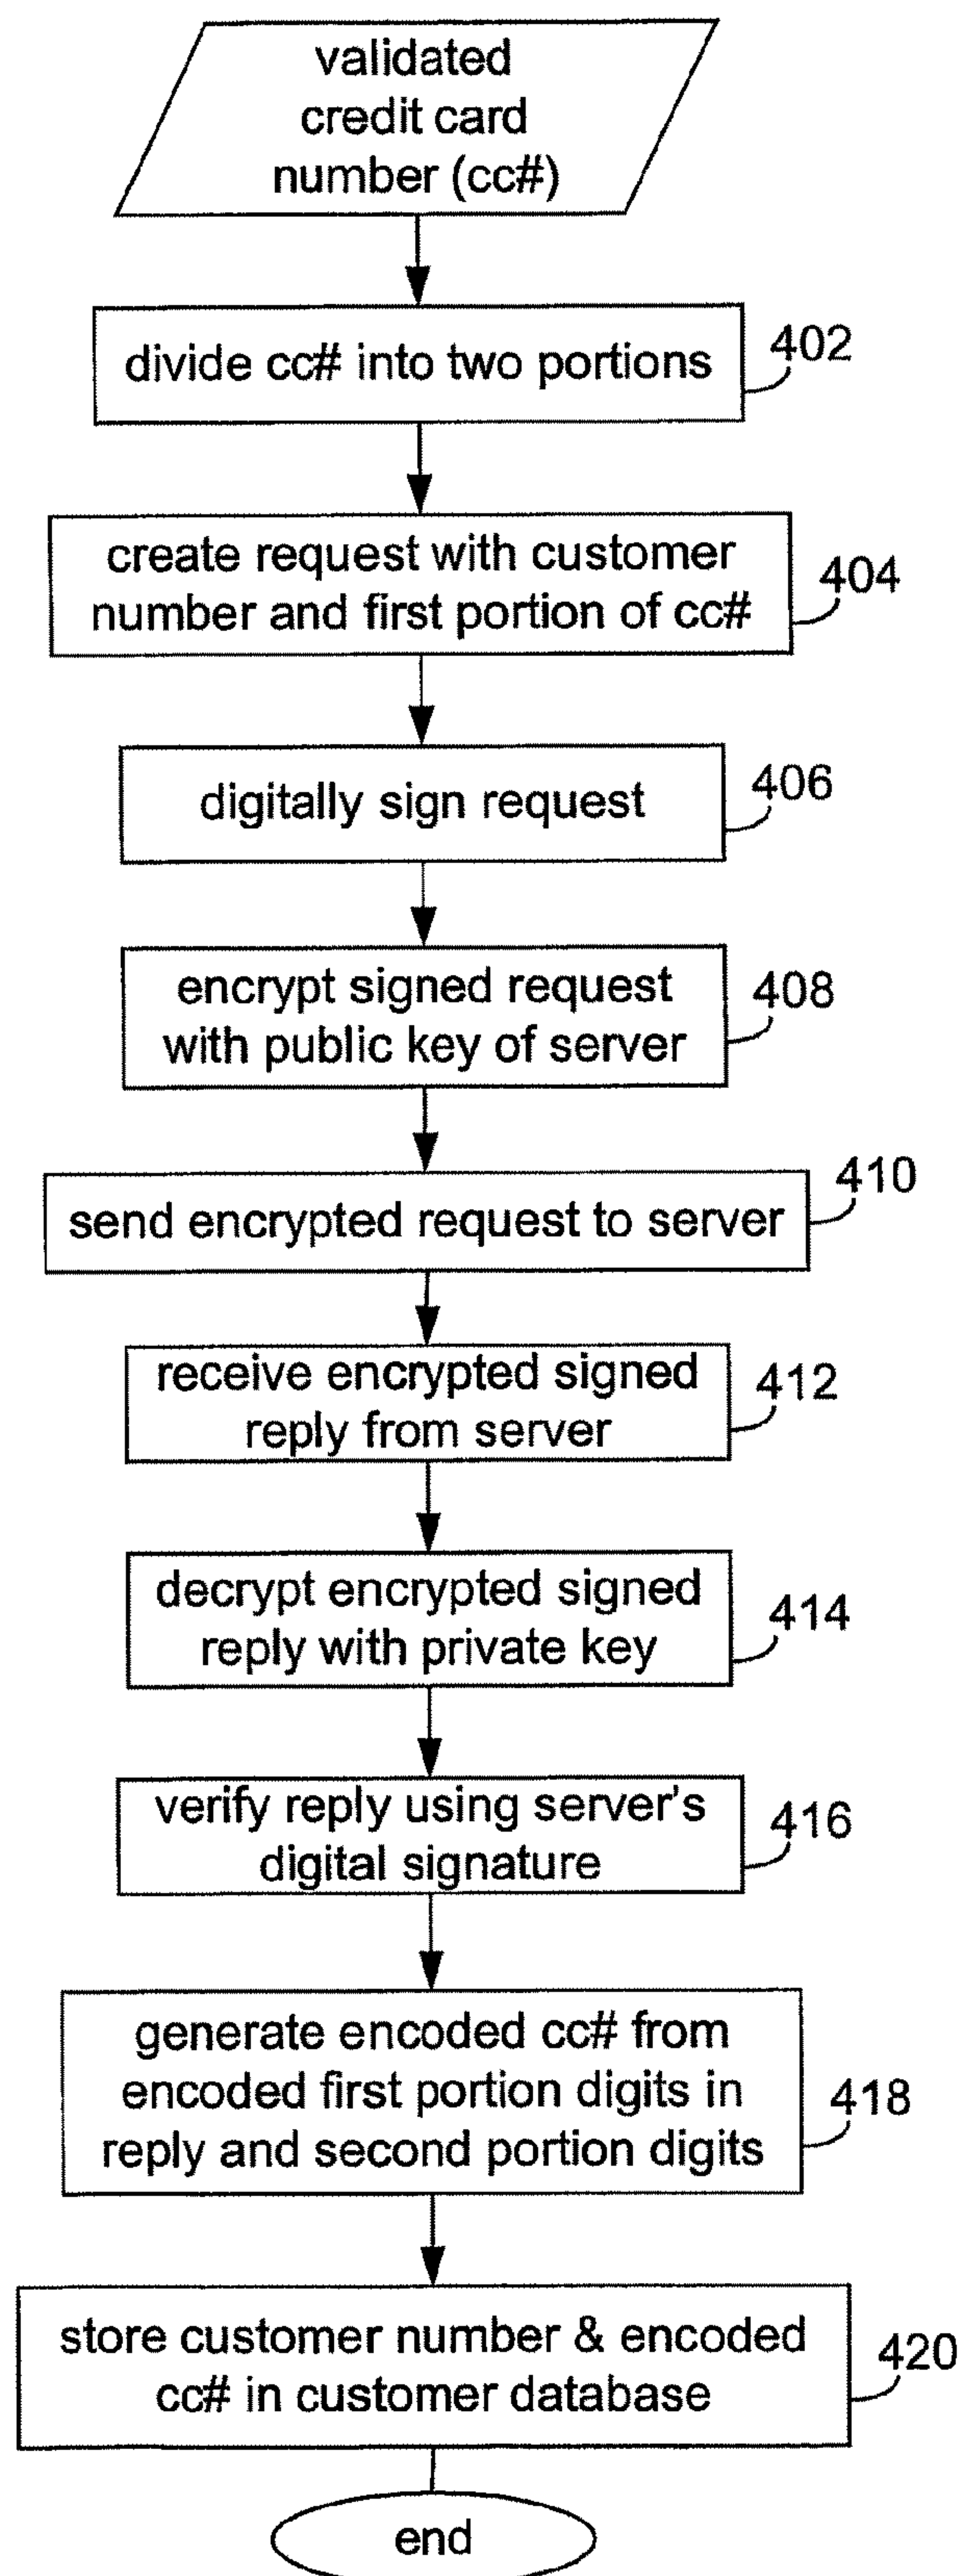 validated
credit card
number (cc#)
divide cc# into two portions
402
create request with customer
number and first portion of cc#
404
digitally sign request
406
encrypt signed request
with public key of server
408
send encrypted request to server
410
receive encrypted signed
reply from server
412
decrypt encrypted signed
reply with private key
414
verify reply using server's
digital signature
416
generate encoded cc# from
encoded first portion digits in
reply and second portion digits
418
store customer number & encoded
cc# in customer database
420
end